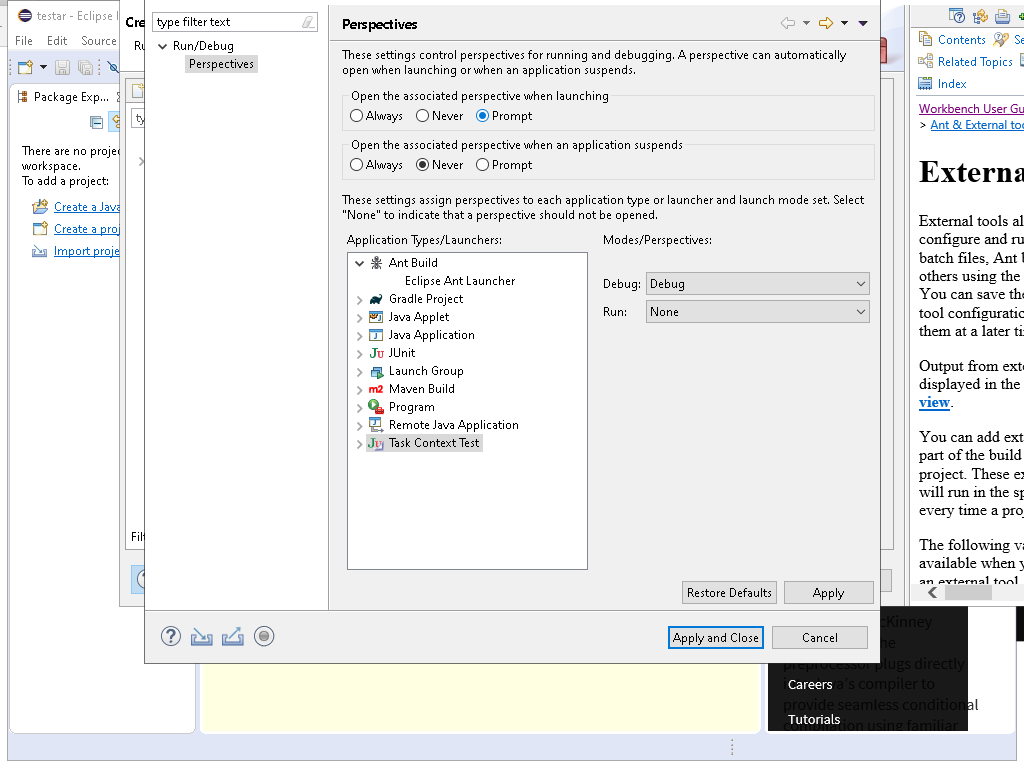 testar - Eclipse I
File Edit Source
Package Exp...
There are no proje
workspace.
To add a project:
Create a Java
Create a proj
Import proje
Cre
Ru
ty
Filt
type filter text
Run/Debug
Perspectives
Perspectives
These settings control perspectives for running and debugging. A perspective can automatically
open when launching or when an application suspends.
Open the associated perspective when launching
Always Never Prompt
Open the associated perspective when an application suspends
Always Never Prompt
These settings assign perspectives to each application type or launcher and launch mode set. Select
"None" to indicate that a perspective should not be opened.
Application Types/Launchers:
Ant Build
Eclipse Ant Launcher
Gradle Project
Java Applet
Java Application
JUnit
Launch Group
m2 Maven Build
Program
Remote Java Application
Task Context Test
Modes/Perspectives:
Debug: Debug
Run: None
Restore Defaults Apply
Apply and Close Cancel
Contents Se
Related Topics
Index
Workbench User Gu
> Ant & External too
Externa
External tools al
configure and ru
batch files, Ant b
others using the
You can save the
tool configuratio
them at a later ti
Output from exte
displayed in the
view.
You can add ext
part of the build
project. These ex
will run in the sp
every time a proj
The following va
available when y
an external tool
cKinney
he
preprocessor plugs directly
a's compiler to
Careers
provide seamless conditional
Tutorials
compilation using familiar